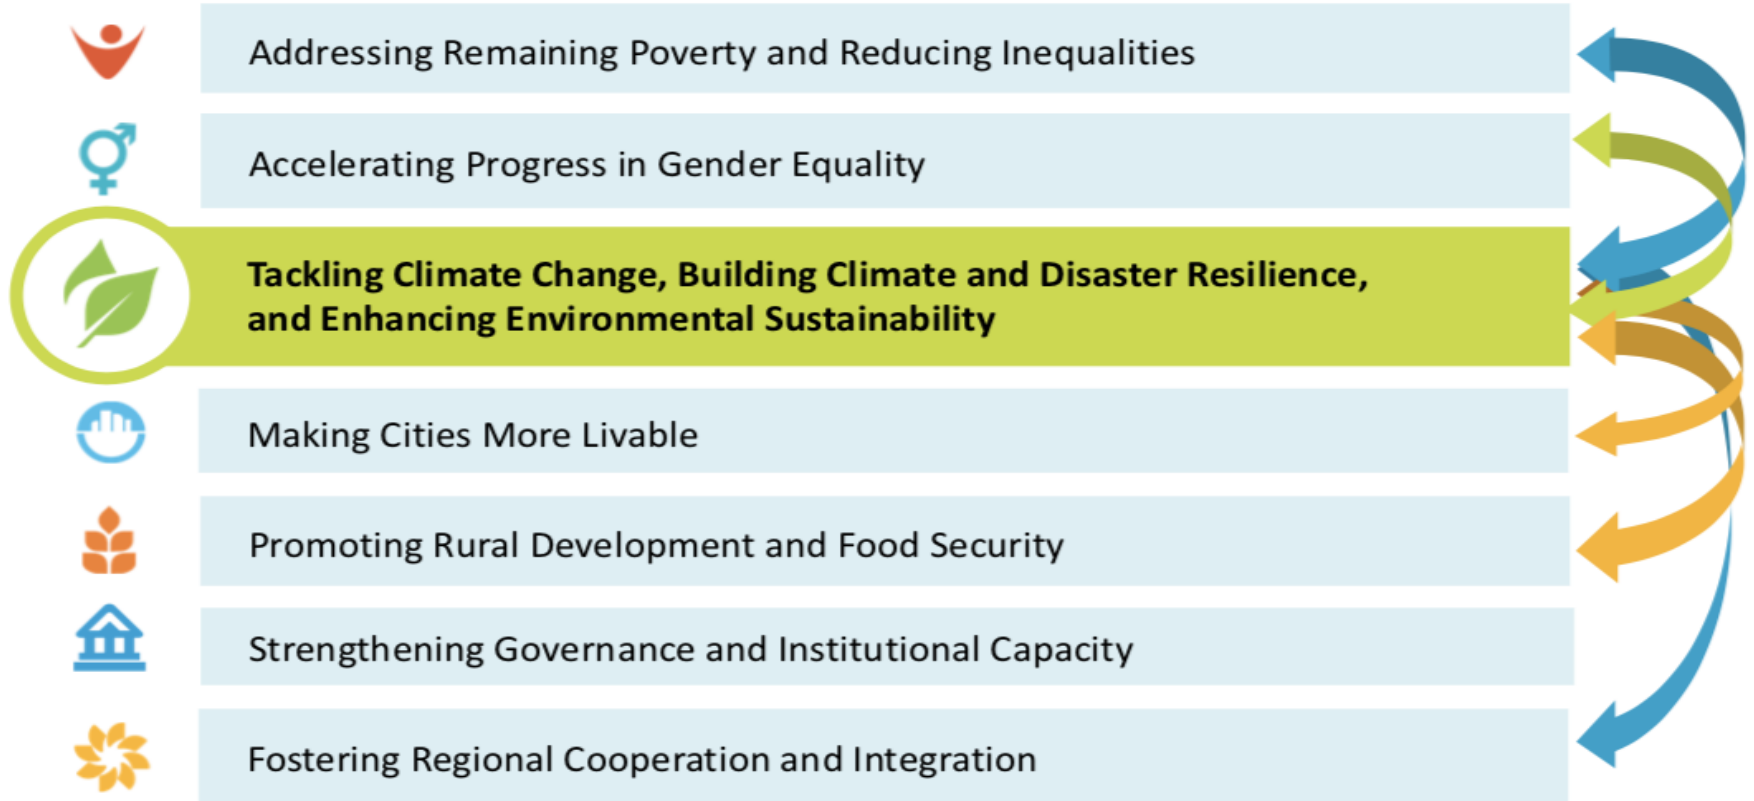 Addressing Remaining Poverty and Reducing Inequalities
Accelerating Progress in Gender Equality
Tackling Climate Change, Building Climate and Disaster Resilience,
and Enhancing Environmental Sustainability
Making Cities More Livable
Promoting Rural Development and Food Security
Strengthening Governance and Institutional Capacity
Fostering Regional Cooperation and Integration